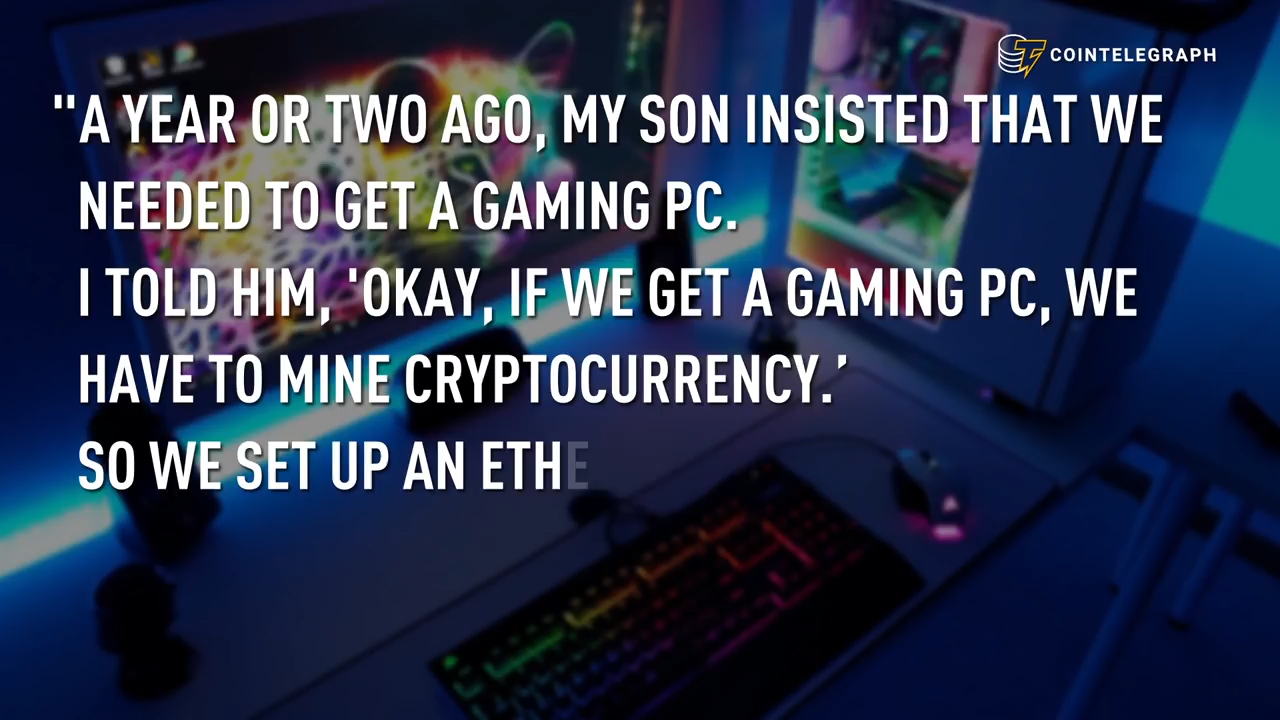 COINTELEGRAPH
"A YEAR OR TWO AGO, MY SON INSISTED THAT WE
NEEDED TO GET A GAMING PC.
I TOLD HIM, 'OKAY, IF WE GET A GAMING PC, WE
HAVE TO MINE CRYPTOCURRENCY.’
SO WE SET UP AN ETHE